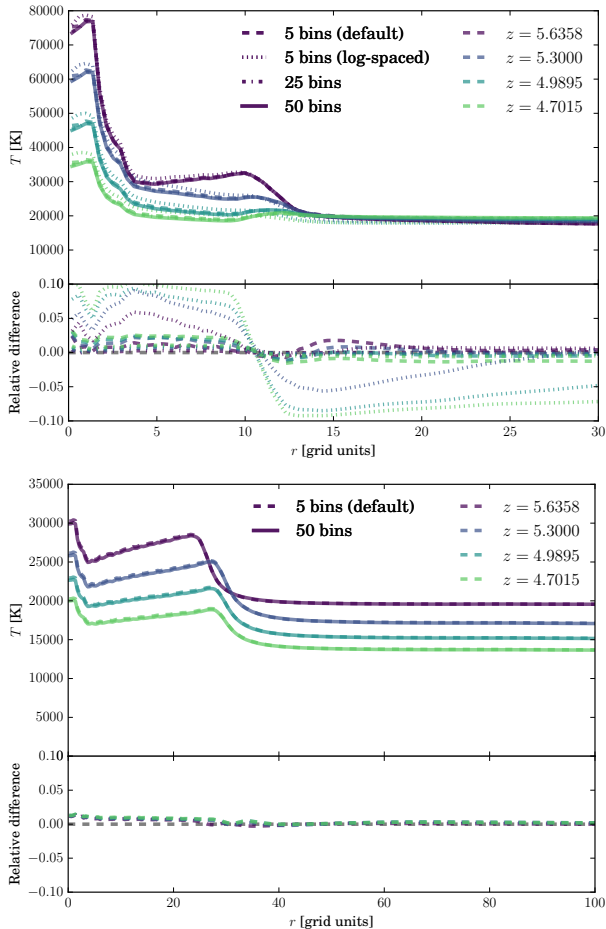 80000
70000
60000
50000
40000
30000
20000
10000
T [K]
5 bins (default)
5 bins (log-spaced)
25 bins
50 bins
z = 5.6358
z = 5.3000
z = 4.9895
z = 4.7015
0.10
0.05
0.00
−0.05
−0.10
Relative difference
0 5 10 15 20 25 30
r [grid units]
35000
30000
25000
20000
15000
10000
5000
0
T [K]
5 bins (default)
50 bins
z = 5.6358
z = 5.3000
z = 4.9895
z = 4.7015
0.10
0.05
0.00
−0.05
−0.10
Relative difference
0 20 40 60 80 100
r [grid units]